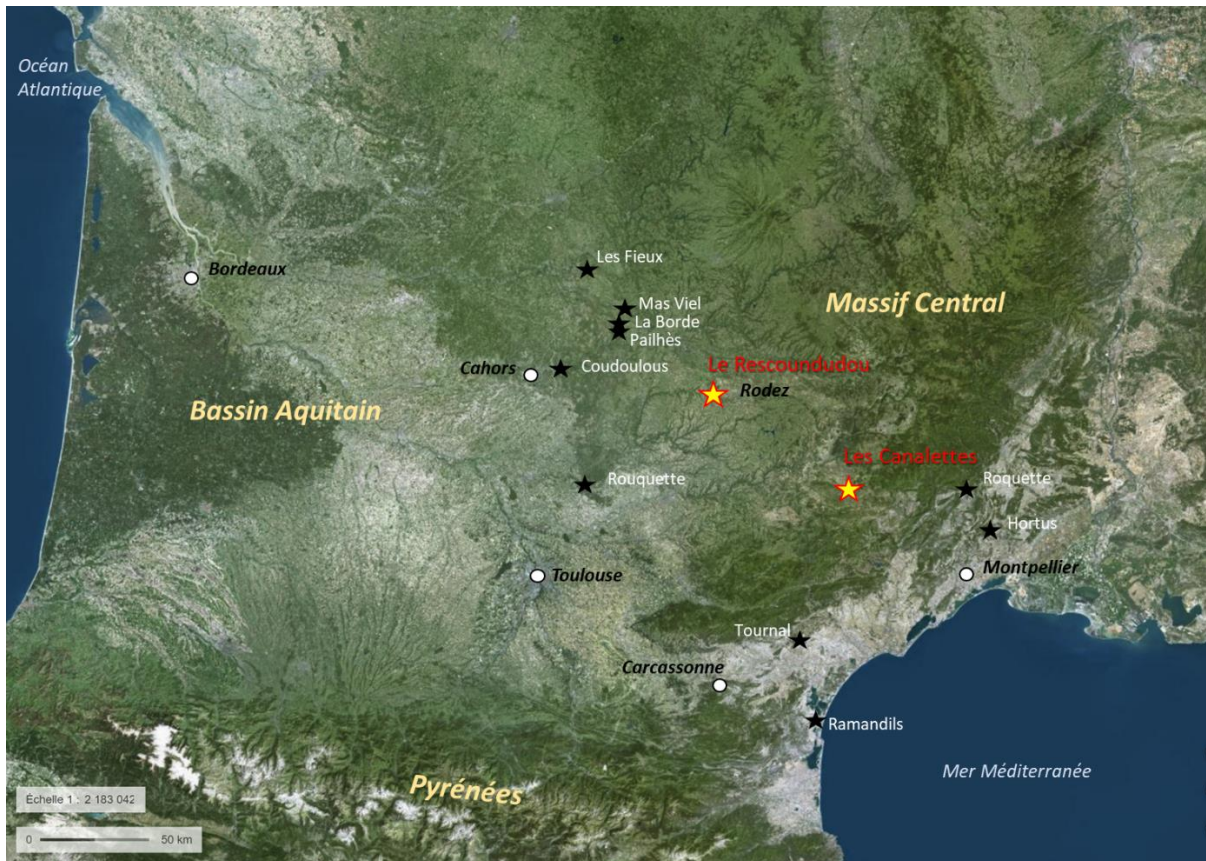 Océan
Atlantique
Les Fieux
Bordeaux
Mas Viel
Massif Central
La Borde
Pailhès
Cahors
Coudoulous
Le Rescoundudou
Rodez
Bassin Aquitain
Les Canalettes
Rouquette
Roquette
Hortus
Toulouse
Montpellier
Tournal
Carcassonne
Ramandils
Mer Méditerranée
Pyrénées
Échelle 1 : 2 183 042
0 50 km